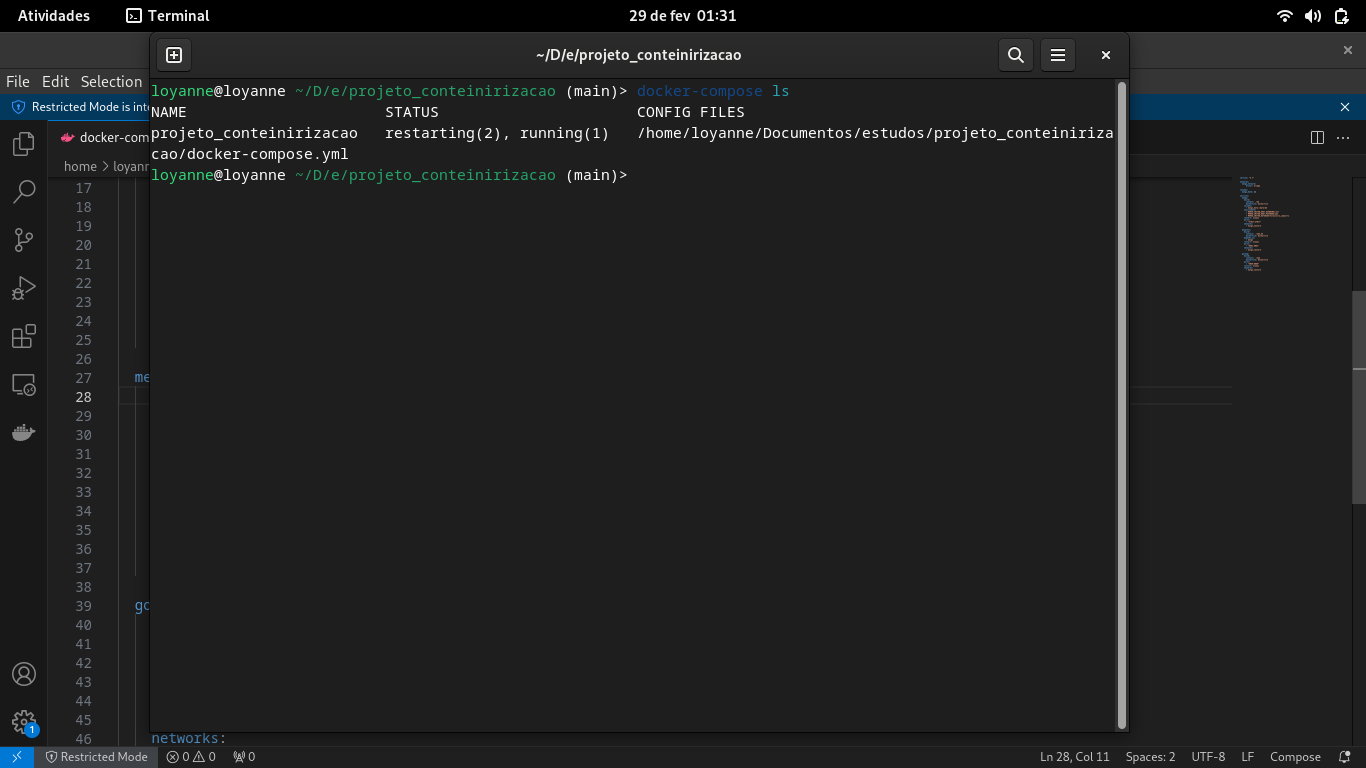 Atividades
Terminal
29 de fev 01:31
~/D/e/projeto_conteinirizacao
File Edit Selection
Restricted Mode is inte
docker-com
home > loyann
loyanne@loyanne ~/D/e/projeto_conteinirizacao (main)> docker-compose ls
NAME STATUS CONFIG FILES
projeto_conteinirizacao restarting(2), running(1) /home/loyanne/Documentos/estudos/projeto_conteiniriza
cao/docker-compose.yml
loyanne@loyanne ~/D/e/projeto_conteinirizacao (main)>
17
18
19
20
21
22
23
24
25
26
27 me
28
29
30
31
32
33
34
35
36
37
38
39 go
40
41
42
43
44
45
46 networks:
1
Restricted Mode 0 0 0 Ln 28, Col 11 Spaces: 2 UTF-8 LF Compose